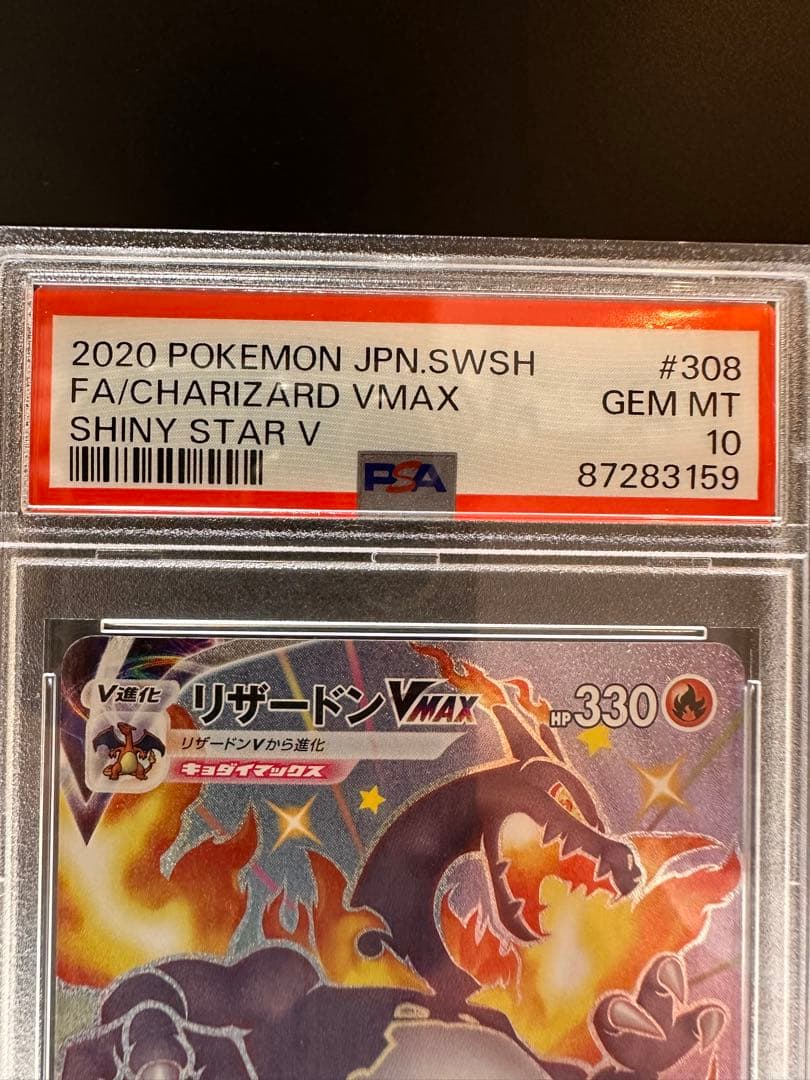 2020 POKEMON JPN.SWSH #308
FA/CHARIZARD VMAX GEM MT
SHINY STAR V 10
PSA 87283159
V進化 リザードンVMAX HP330
リザードンVから進化
キョダイマックス